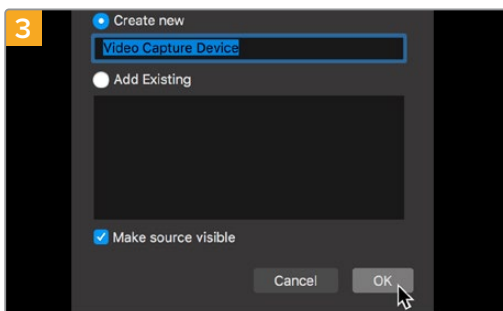 3
Create new
Video Capture Device
Add Existing
Make source visible
Cancel OK